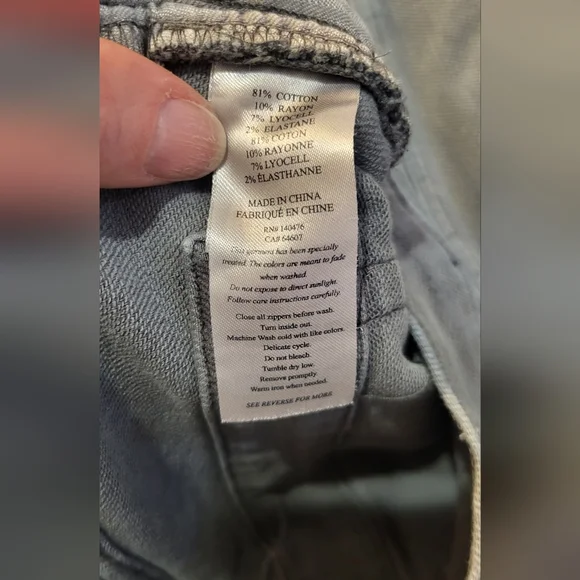 81% COTTON
10% RAYON
7% LYOCELL
2% ELASTANE
81% COTON
10% RAYONNE
7% LYOCELL
2% ÉLASTHANNE
MADE IN CHINA
FABRIQUÉ EN CHINE
RN# 140476
CA# 64607
This garment has been specially
treated. The colors are meant to fade
when washed.
Do not expose to direct sunlight.
Follow care instructions carefully.
Close all zippers before wash.
Turn inside out.
Machine Wash cold with like colors.
Delicate cycle.
Do not bleach.
Tumble dry low.
Remove promptly.
Warm iron when needed.
SEE REVERSE FOR MORE